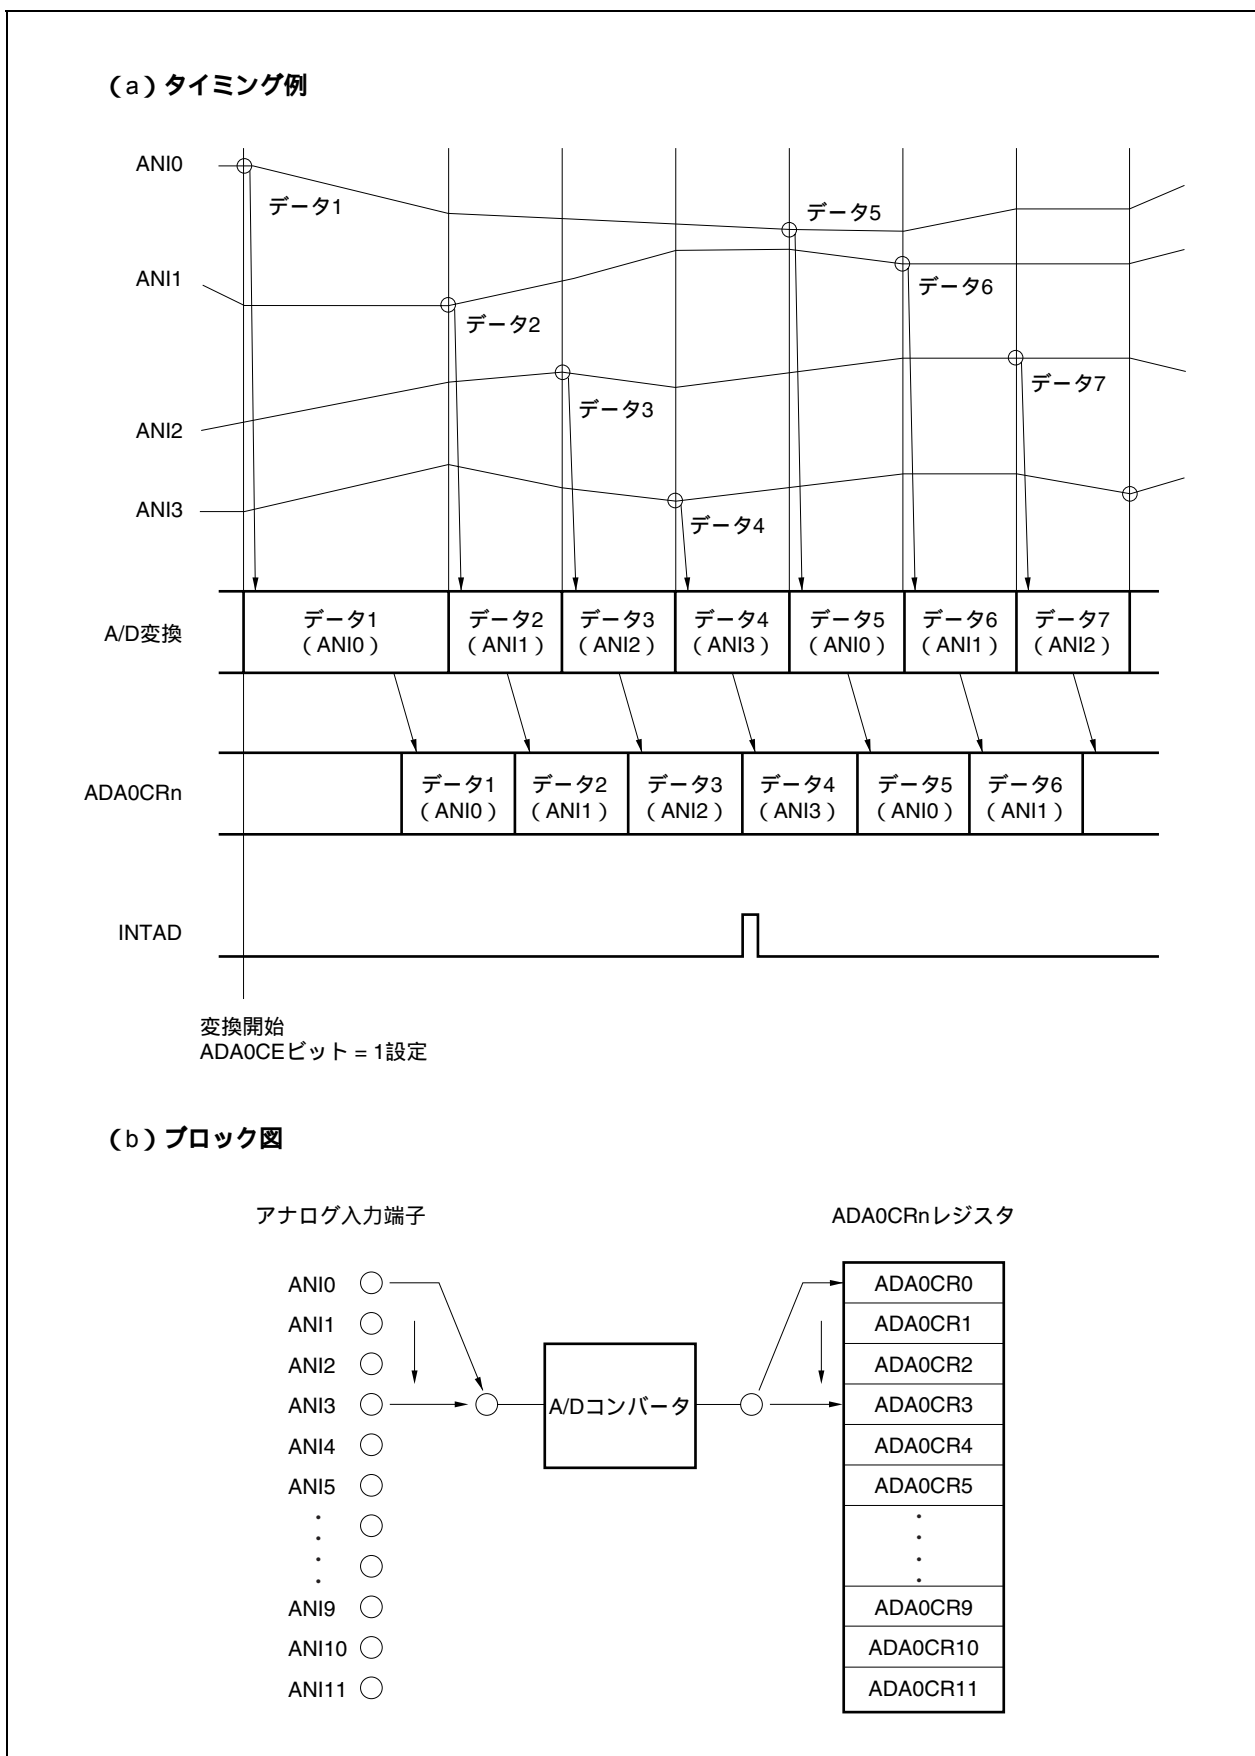 （a）タイミング例
ANI0
データ1
データ5
ANI1
データ6
データ2
データ7
データ3
ANI2
ANI3
データ4
A/D変換
データ1
（ANI0）
データ2
（ANI1）
データ3
（ANI2）
データ4
（ANI3）
データ5
（ANI0）
データ6
（ANI1）
データ7
（ANI2）
ADA0CRn
データ1
（ANI0）
データ2
（ANI1）
データ3
（ANI2）
データ4
（ANI3）
データ5
（ANI0）
データ6
（ANI1）
INTAD
変換開始
ADA0CEビット = 1設定
（b）ブロック図
アナログ入力端子
ADA0CRnレジスタ
ANI0
ANI1
ANI2
ANI3
ANI4
ANI5
ANI9
ANI10
ANI11
A/Dコンバータ
ADA0CR0
ADA0CR1
ADA0CR2
ADA0CR3
ADA0CR4
ADA0CR5
ADA0CR9
ADA0CR10
ADA0CR11